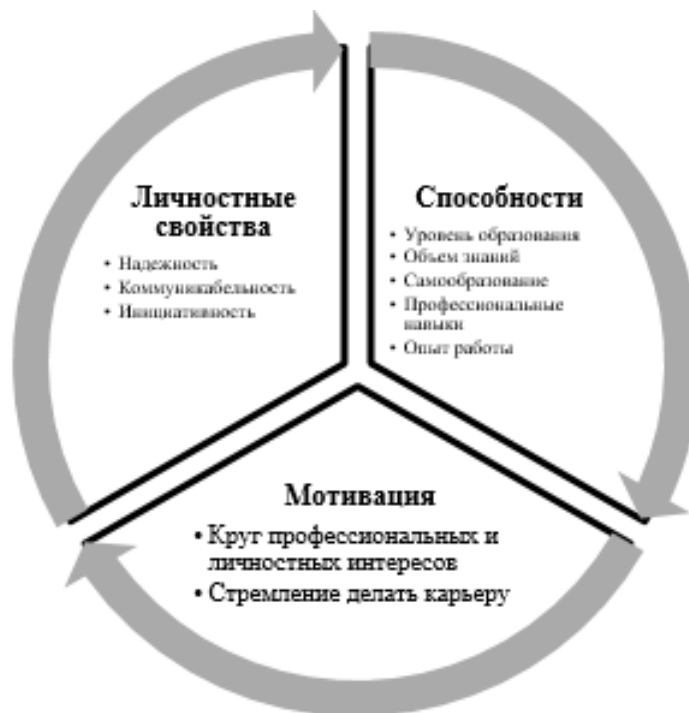 Личностные
свойства
• Надежность
• Коммуникабельность
• Инициативность
Способности
• Уровень образования
• Объем знаний
• Самообразование
• Профессиональные
навыки
• Опыт работы
Мотивация
• Круг профессиональных и
личностных интересов
• Стремление делать карьеру